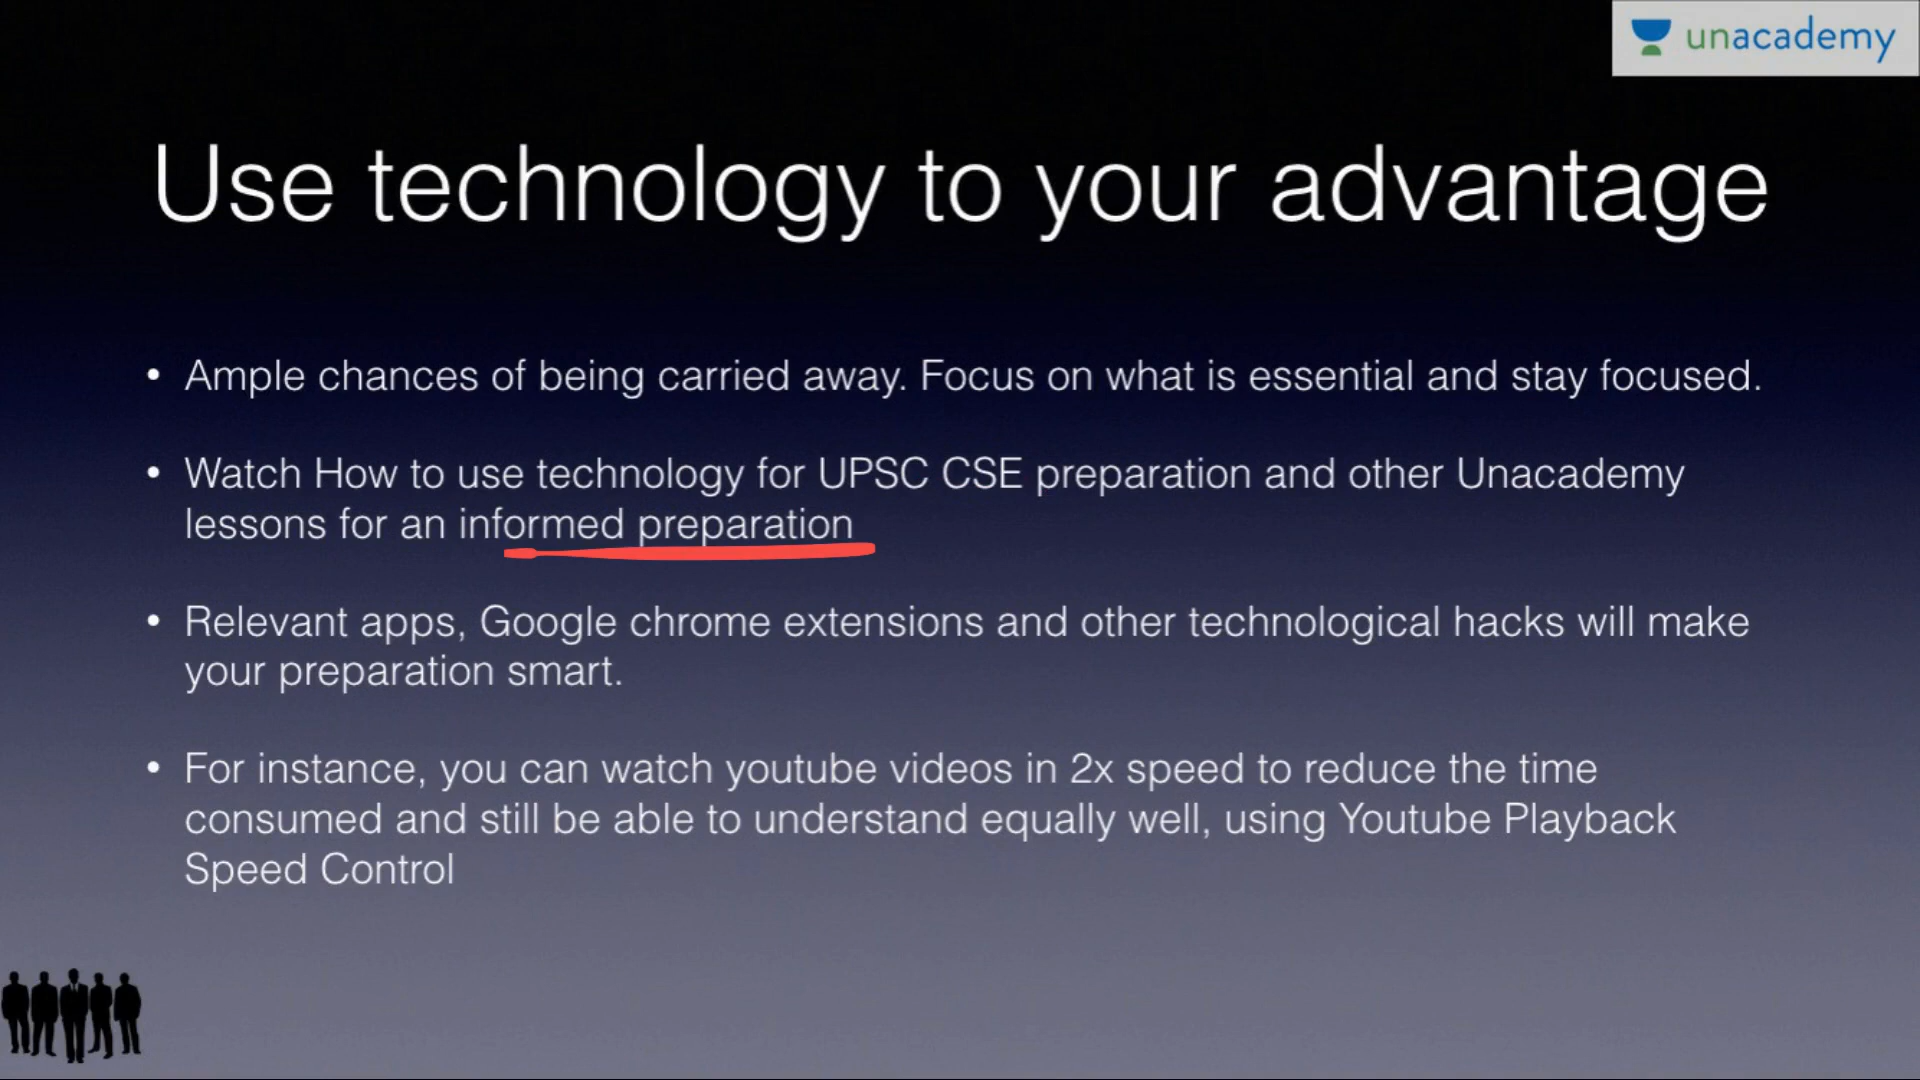 unacademy
Use technology to your advantage
• Ample chances of being carried away. Focus on what is essential and stay focused.
• Watch How to use technology for UPSC CSE preparation and other Unacademy
lessons for an informed preparation
• Relevant apps, Google chrome extensions and other technological hacks will make
your preparation smart.
• For instance, you can watch youtube videos in 2x speed to reduce the time
consumed and still be able to understand equally well, using Youtube Playback
Speed Control